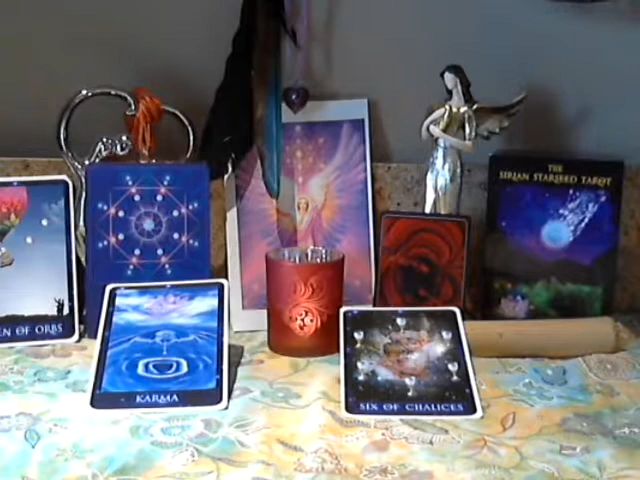 THE
SIRIAN STARSEED TAROT
EN OF ORBS
KARMA
SIX OF CHALICES